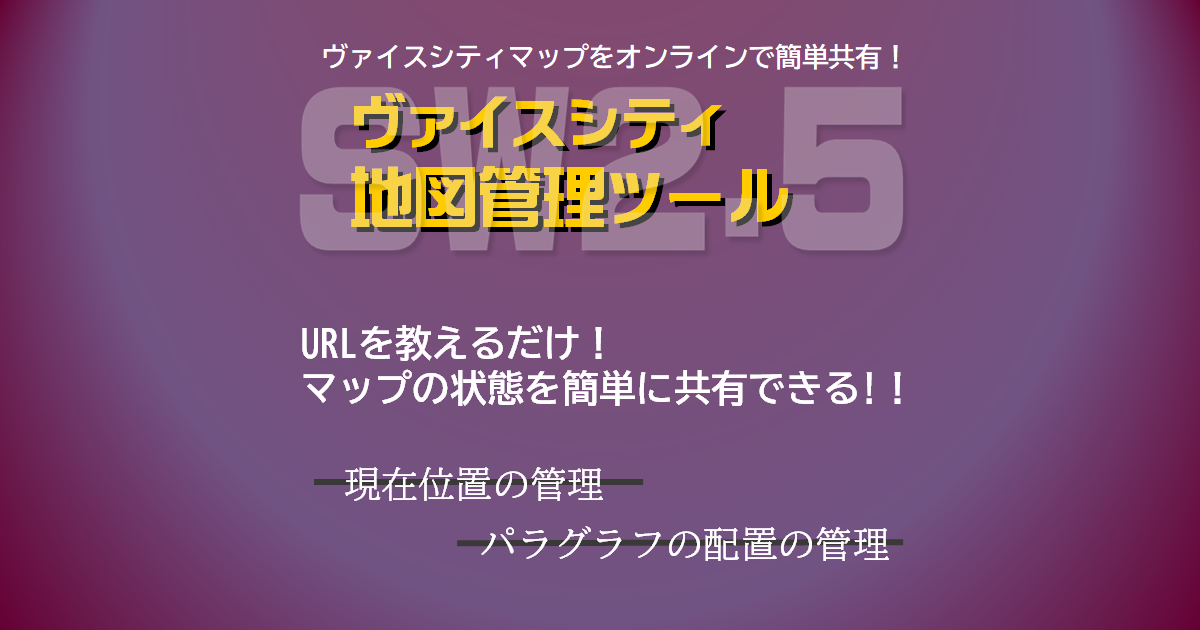 ヴァイスシティマップをオンラインで簡単共有！
SW2.5
ヴァイスシティ
地図管理ツール
URLを教えるだけ！
マップの状態を簡単に共有できる!！
現在位置の管理
パラグラフの配置の管理